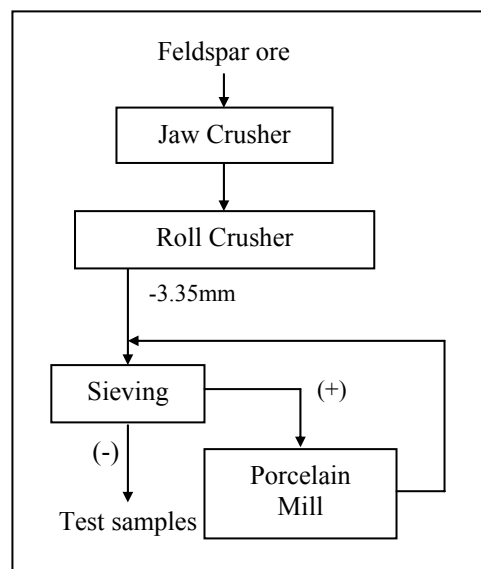 Feldspar ore
Jaw Crusher
Roll Crusher
-3.35mm
Sieving
(+)
(-)
Porcelain
Mill
Test samples